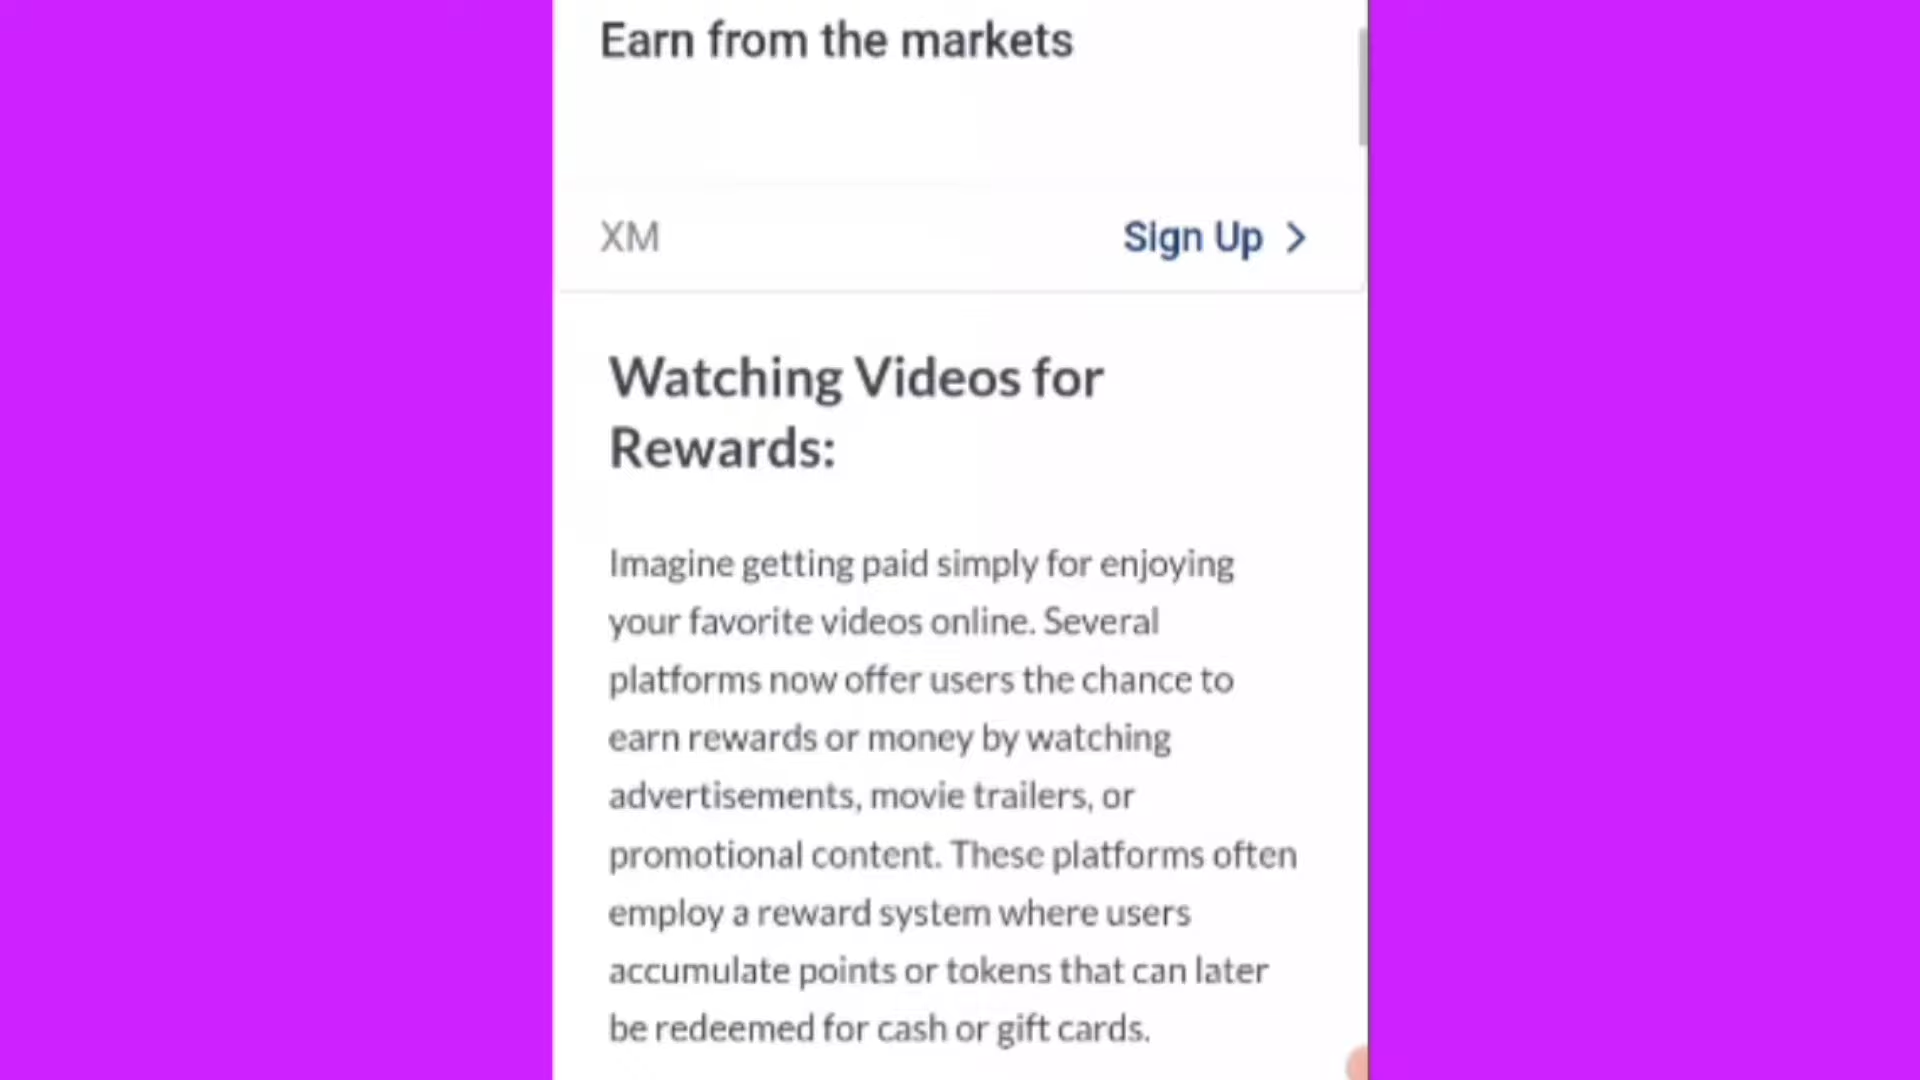 Earn from the markets
XM
Sign Up >
Watching Videos for
Rewards:
Imagine getting paid simply for enjoying
your favorite videos online. Several
platforms now offer users the chance to
earn rewards or money by watching
advertisements, movie trailers, or
promotional content. These platforms often
employ a reward system where users
accumulate points or tokens that can later
be redeemed for cash or gift cards.